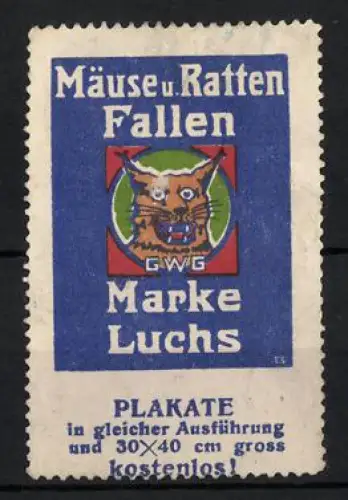 Mäuse u. Ratten
Fallen
GWG
Marke
Luchs
PLAKATE
in gleicher Ausführung
und 30×40 cm gross
kostenlos!